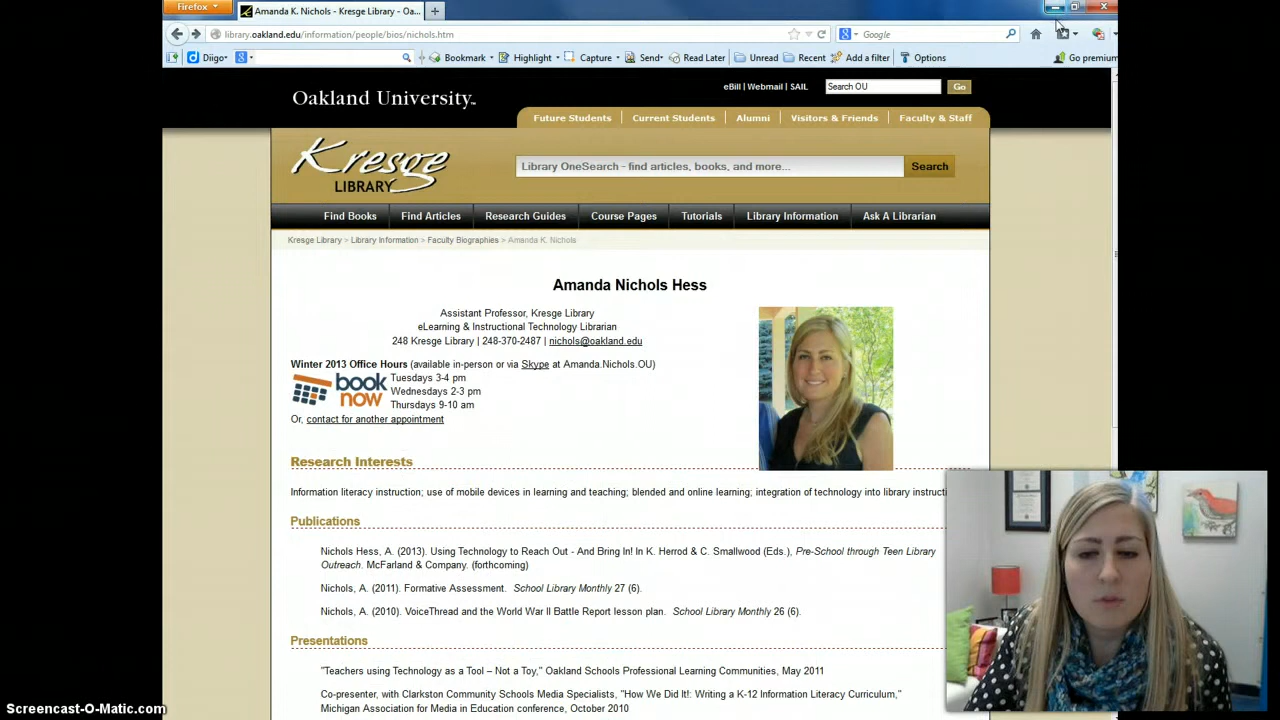 Firefox
Amanda K. Nichols - Kresge Library - Oa...
library.oakland.edu/information/people/bios/nichols.htm
Google
Diigo
Bookmark
Highlight
Capture
Send
Read Later
Unread
Recent
Add a filter
Options
Go premium
Oakland University
eBill | Webmail | SAIL
Search OU
Go
Future Students
Current Students
Alumni
Visitors & Friends
Faculty & Staff
Kresge
LIBRARY
Library OneSearch - find articles, books, and more...
Search
Find Books
Find Articles
Research Guides
Course Pages
Tutorials
Library Information
Ask A Librarian
Kresge Library > Library Information > Faculty Biographies > Amanda K. Nichols
Amanda Nichols Hess
Assistant Professor, Kresge Library
eLearning & Instructional Technology Librarian
248 Kresge Library | 248-370-2487 | nichols@oakland.edu
Winter 2013 Office Hours (available in-person or via Skype at Amanda.Nichols.OU)
book now
Tuesdays 3-4 pm
Wednesdays 2-3 pm
Thursdays 9-10 am
Or, contact for another appointment
Research Interests
Information literacy instruction; use of mobile devices in learning and teaching; blended and online learning; integration of technology into library instructi
Publications
Nichols Hess, A. (2013). Using Technology to Reach Out - And Bring In! In K. Herrod & C. Smallwood (Eds.), Pre-School through Teen Library
Outreach. McFarland & Company. (forthcoming)
Nichols, A. (2011). Formative Assessment. School Library Monthly 27 (6).
Nichols, A. (2010). VoiceThread and the World War II Battle Report lesson plan. School Library Monthly 26 (6).
Presentations
"Teachers using Technology as a Tool – Not a Toy," Oakland Schools Professional Learning Communities, May 2011
Co-presenter, with Clarkston Community Schools Media Specialists, "How We Did It!: Writing a K-12 Information Literacy Curriculum,"
Michigan Association for Media in Education conference, October 2010
Screencast-O-Matic.com